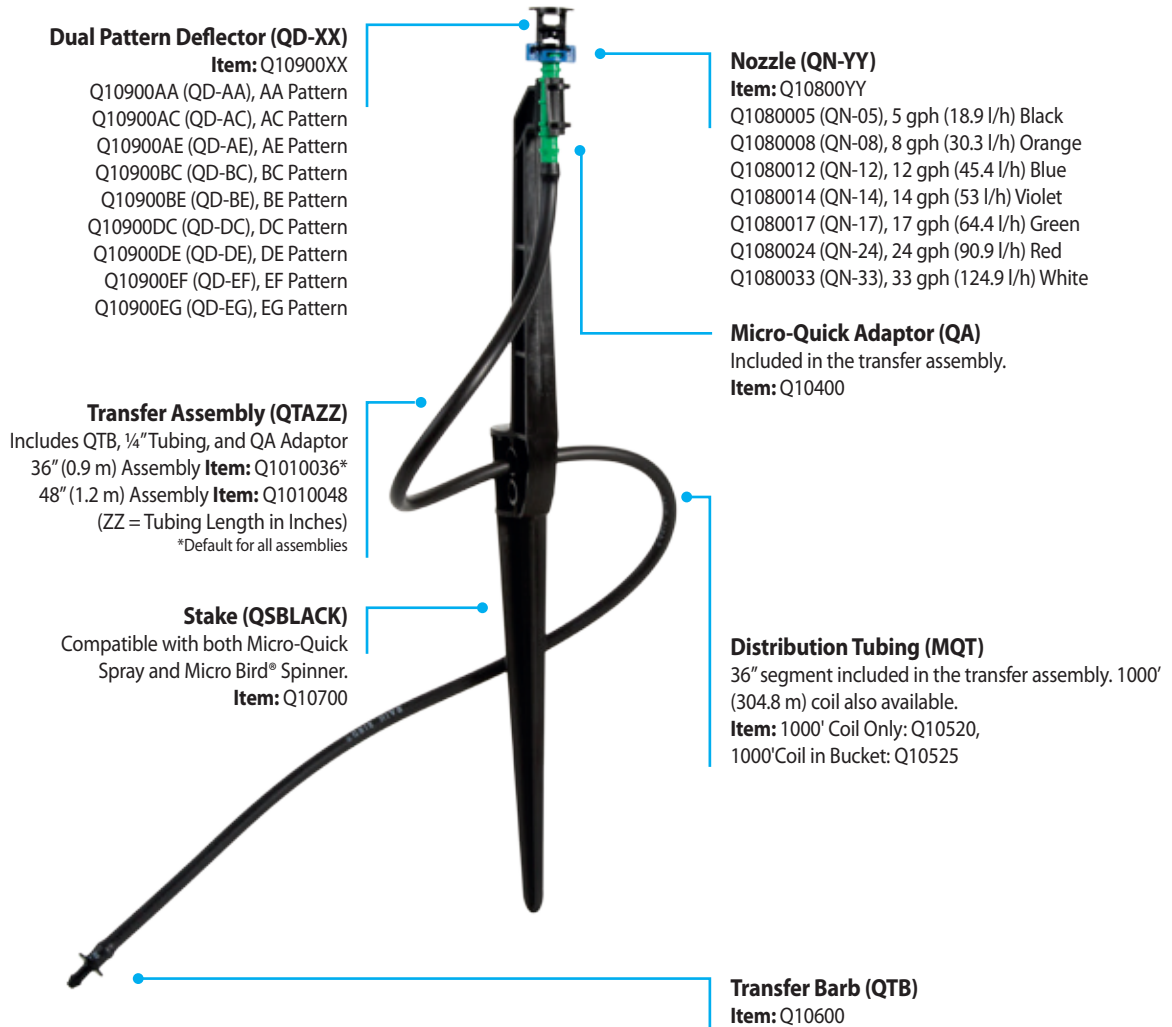 Dual Pattern Deflector (QD-XX)
Item: Q10900XX
Q10900AA (QD-AA), AA Pattern
Q10900AC (QD-AC), AC Pattern
Q10900AE (QD-AE), AE Pattern
Q10900BC (QD-BC), BC Pattern
Q10900BE (QD-BE), BE Pattern
Q10900DC (QD-DC), DC Pattern
Q10900DE (QD-DE), DE Pattern
Q10900EF (QD-EF), EF Pattern
Q10900EG (QD-EG), EG Pattern
Nozzle (QN-YY)
Item: Q10800YY
Q1080005 (QN-05), 5 gph (18.9 l/h) Black
Q1080008 (QN-08), 8 gph (30.3 l/h) Orange
Q1080012 (QN-12), 12 gph (45.4 l/h) Blue
Q1080014 (QN-14), 14 gph (53 l/h) Violet
Q1080017 (QN-17), 17 gph (64.4 l/h) Green
Q1080024 (QN-24), 24 gph (90.9 l/h) Red
Q1080033 (QN-33), 33 gph (124.9 l/h) White
Micro-Quick Adaptor (QA)
Included in the transfer assembly.
Item: Q10400
Transfer Assembly (QTAZZ)
Includes QTB, ¼” Tubing, and QA Adaptor
36” (0.9 m) Assembly Item: Q1010036*
48” (1.2 m) Assembly Item: Q1010048
(ZZ = Tubing Length in Inches)
*Default for all assemblies
Stake (QSBLACK)
Compatible with both Micro-Quick
Spray and Micro Bird® Spinner.
Item: Q10700
Distribution Tubing (MQT)
36” segment included in the transfer assembly. 1000’
(304.8 m) coil also available.
Item: 1000' Coil Only: Q10520,
1000'Coil in Bucket: Q10525
RAIN BIRD
Transfer Barb (QTB)
Item: Q10600